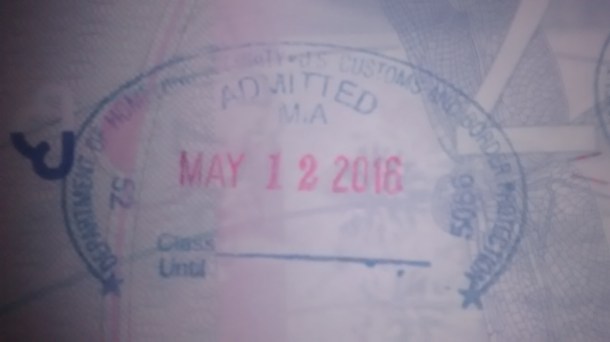 DEPARTMENT OF HOMELAND SECURITY • U.S. CUSTOMS AND BORDER PROTECTION
ADMITTED
MIA
MAY 12 2016
52
5086
Class
Until